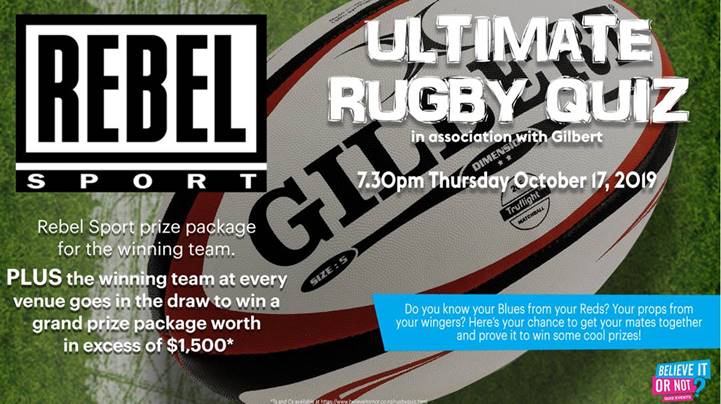 REBEL
SPORT
ULTIMATE
RUGBY QUIZ
in association with Gilbert
7.30pm Thursday October 17, 2019
GILBERT
DIMENSION
Truflight
MATCHBALL
SIZE: 5
Rebel Sport prize package
for the winning team.
PLUS the winning team at every
venue goes in the draw to win a
grand prize package worth
in excess of $1,500*
Do you know your Blues from your Reds? Your props from
your wingers? Here's your chance to get your mates together
and prove it to win some cool prizes!
BELIEVE IT
OR NOT?
QUIZ EVENTS